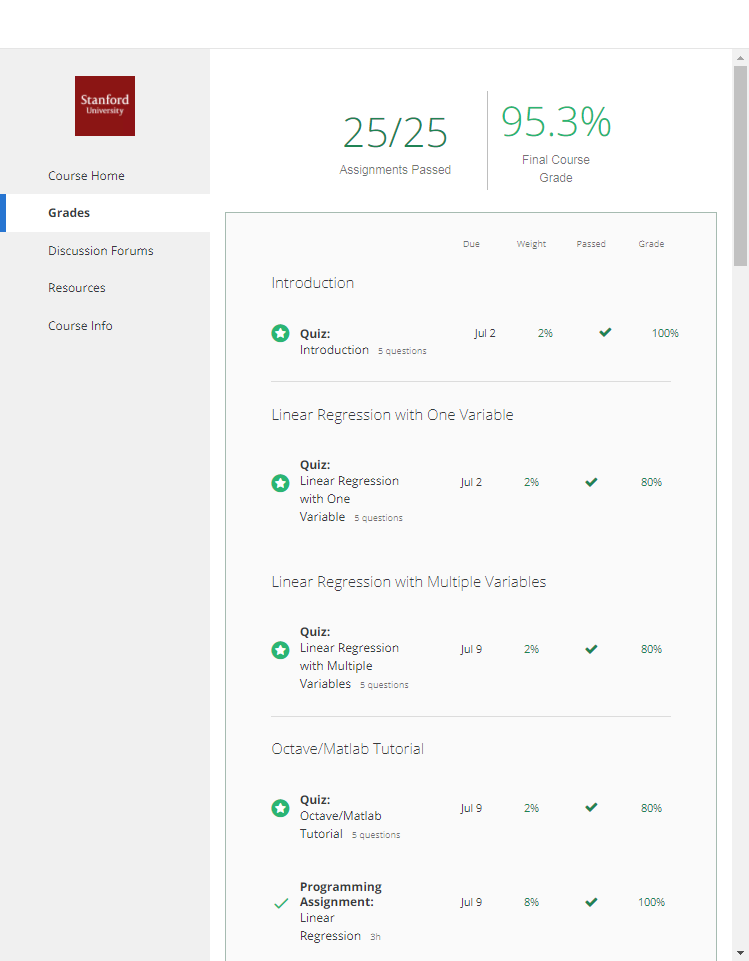 Stanford
University
Course Home
Grades
Discussion Forums
Resources
Course Info
25/25
Assignments Passed
95.3%
Final Course
Grade
Due Weight Passed Grade
Introduction
Quiz:
Introduction 5 questions
Jul 2 2% 100%
Linear Regression with One Variable
Quiz:
Linear Regression
with One
Variable 5 questions
Jul 2 2% 80%
Linear Regression with Multiple Variables
Quiz:
Linear Regression
with Multiple
Variables 5 questions
Jul 9 2% 80%
Octave/Matlab Tutorial
Quiz:
Octave/Matlab
Tutorial 5 questions
Jul 9 2% 80%
Programming
Assignment:
Linear
Regression 3h
Jul 9 8% 100%